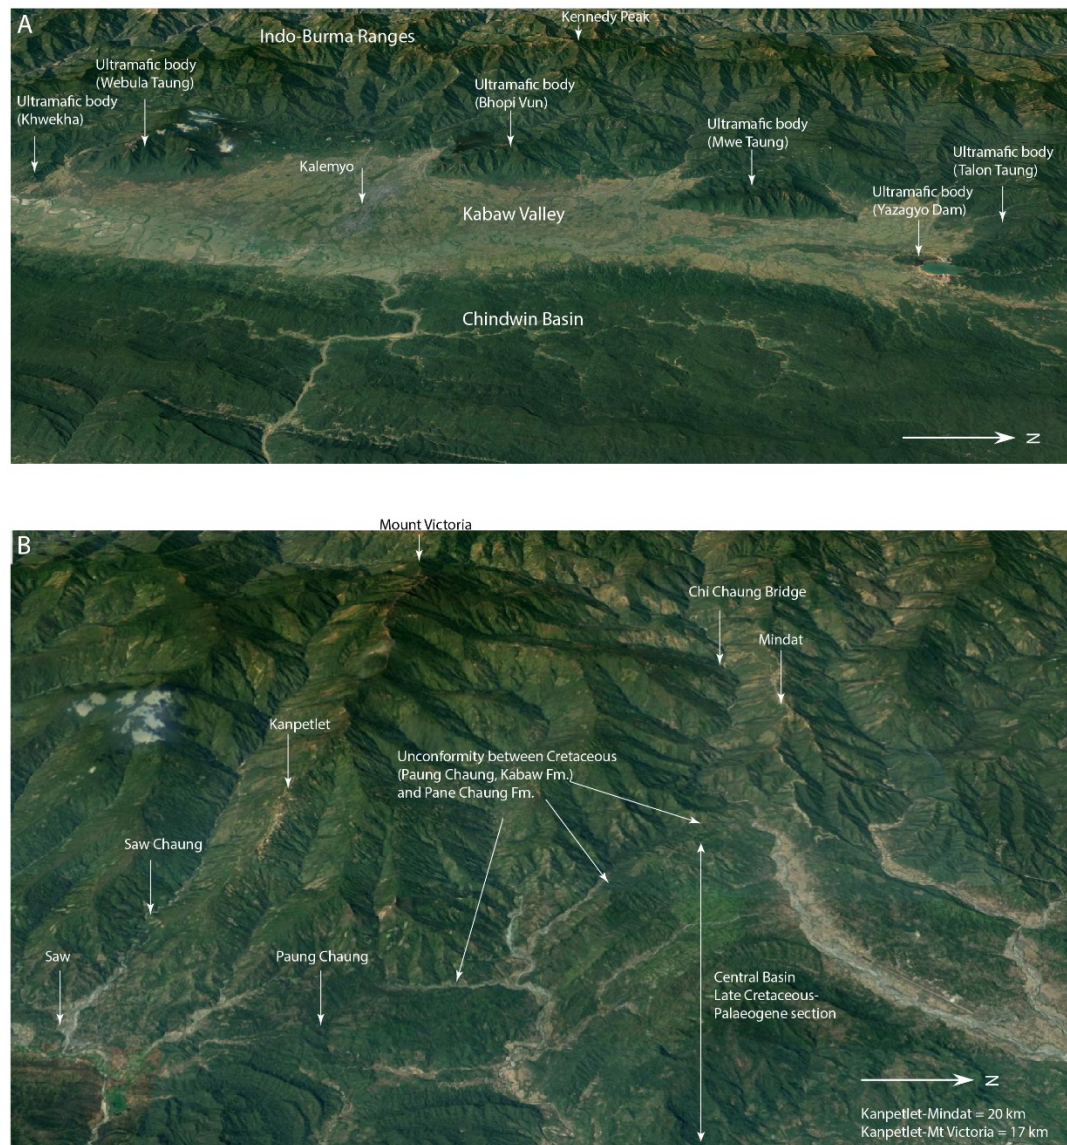 A
Kennedy Peak
Indo-Burma Ranges
Ultramafic body
(Webula Taung)
Ultramafic body
(Khwekha)
Ultramafic body
(Bhopi Vun)
Ultramafic body
(Mwe Taung)
Ultramafic body
(Talon Taung)
Kalemyo
Ultramafic body
(Yazagyo Dam)
Kabaw Valley
Chindwin Basin
N
B
Mount Victoria
Chi Chaung Bridge
Mindat
Kanpetlet
Unconformity between Cretaceous
(Paung Chaung, Kabaw Fm.)
and Pane Chaung Fm.
Saw Chaung
Saw
Paung Chaung
Central Basin
Late Cretaceous-
Palaeogene section
N
Kanpetlet-Mindat = 20 km
Kanpetlet-Mt Victoria = 17 km